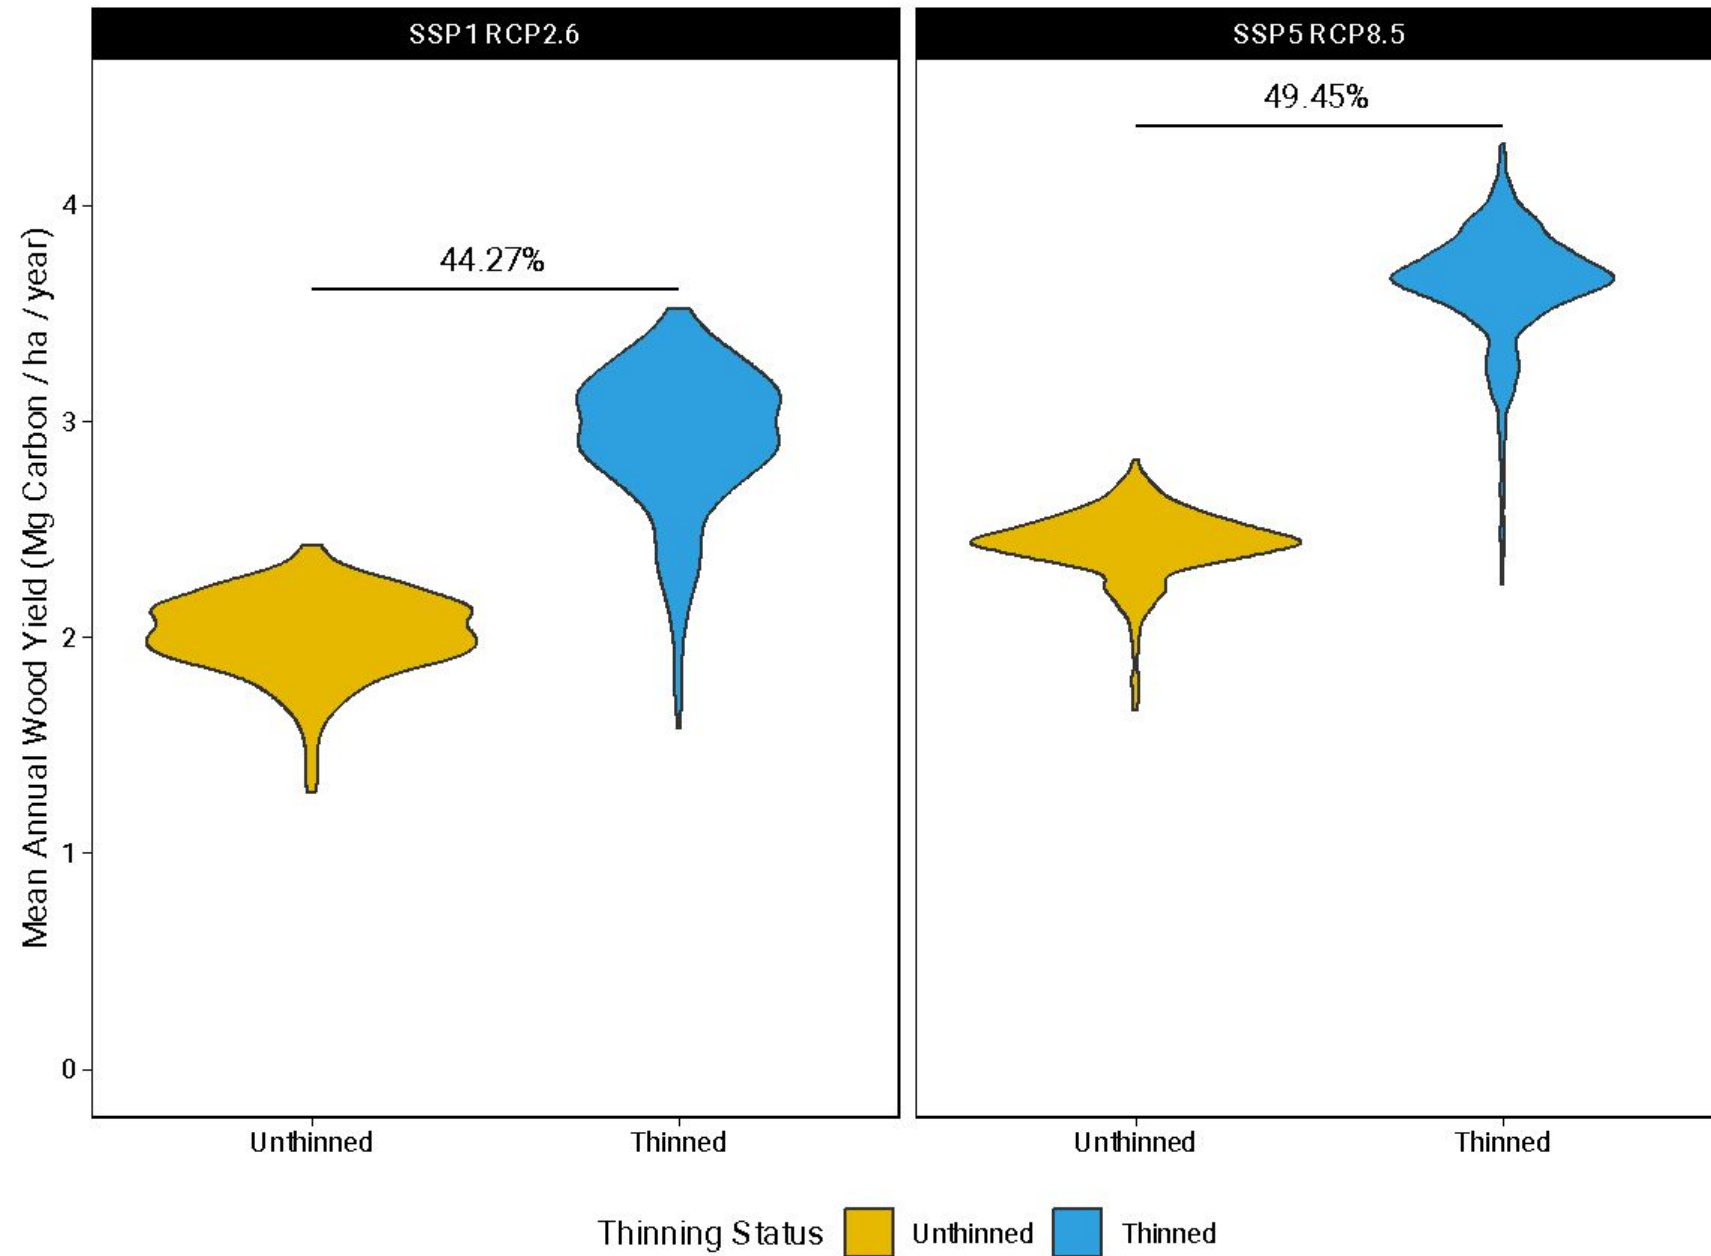 SSP1 RCP2.6
SSP5 RCP8.5
Mean Annual Wood Yield (Mg Carbon / ha / year)
4
3
2
1
0
44.27%
49.45%
Unthinned
Thinned
Unthinned
Thinned
Thinning Status
Unthinned
Thinned